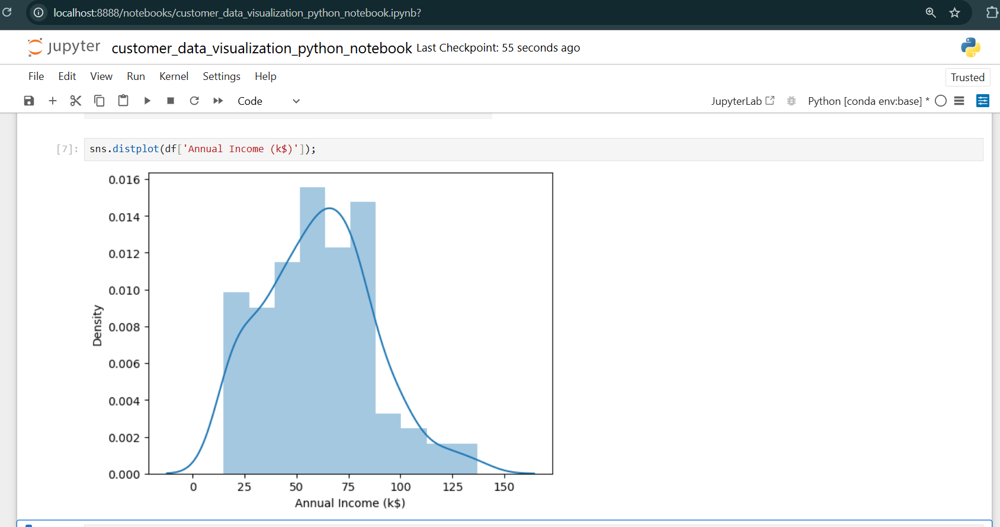 localhost:8888/notebooks/customer_data_visualization_python_notebook.ipynb?
jupyter customer_data_visualization_python_notebook Last Checkpoint: 55 seconds ago
File Edit View Run Kernel Settings Help
Trusted
Code
JupyterLab
Python [conda env:base] *
[7]: sns.distplot(df['Annual Income (k$)']);
0.016
0.014
0.012
0.010
0.008
0.006
0.004
0.002
0.000
Density
0 25 50 75 100 125 150
Annual Income (k$)